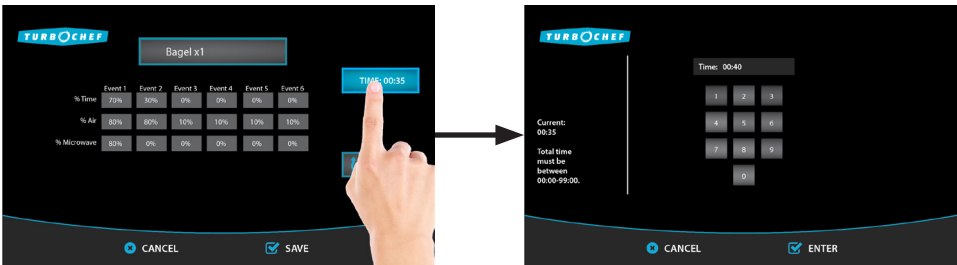 TURBOCHEF
Bagel x1
TIME: 00:35
Event 1 Event 2 Event 3 Event 4 Event 5 Event 6
% Time 70% 30% 0% 0% 0% 0%
% Air 80% 80% 10% 10% 10% 10%
% Microwave 80% 0% 0% 0% 0% 0%
CANCEL SAVE
TURBOCHEF
Time: 00:40
1 2 3
4 5 6
7 8 9
0
Current:
00:35
Total time
must be
between
00:00-99:00.
CANCEL ENTER